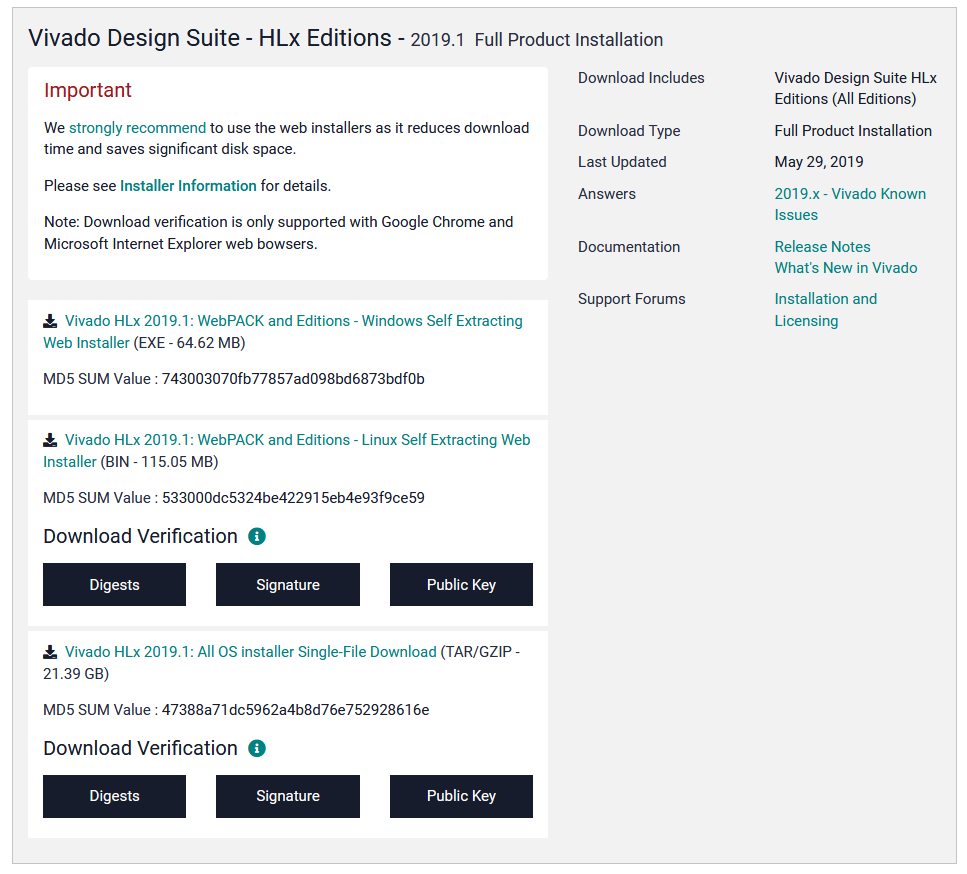 Vivado Design Suite - HLx Editions - 2019.1 Full Product Installation
Important
We strongly recommend to use the web installers as it reduces download
time and saves significant disk space.
Please see Installer Information for details.
Note: Download verification is only supported with Google Chrome and
Microsoft Internet Explorer web bowsers.
Vivado HLx 2019.1: WebPACK and Editions - Windows Self Extracting
Web Installer (EXE - 64.62 MB)
MD5 SUM Value : 743003070fb77857ad098bd6873bdf0b
Vivado HLx 2019.1: WebPACK and Editions - Linux Self Extracting Web
Installer (BIN - 115.05 MB)
MD5 SUM Value : 533000dc5324be422915eb4e93f9ce59
Download Verification
Digests Signature Public Key
Vivado HLx 2019.1: All OS installer Single-File Download (TAR/GZIP -
21.39 GB)
MD5 SUM Value : 47388a71dc5962a4b8d76e752928616e
Download Verification
Digests Signature Public Key
Download Includes Vivado Design Suite HLx
Editions (All Editions)
Download Type Full Product Installation
Last Updated May 29, 2019
Answers 2019.x - Vivado Known
Issues
Documentation Release Notes
What's New in Vivado
Support Forums Installation and
Licensing